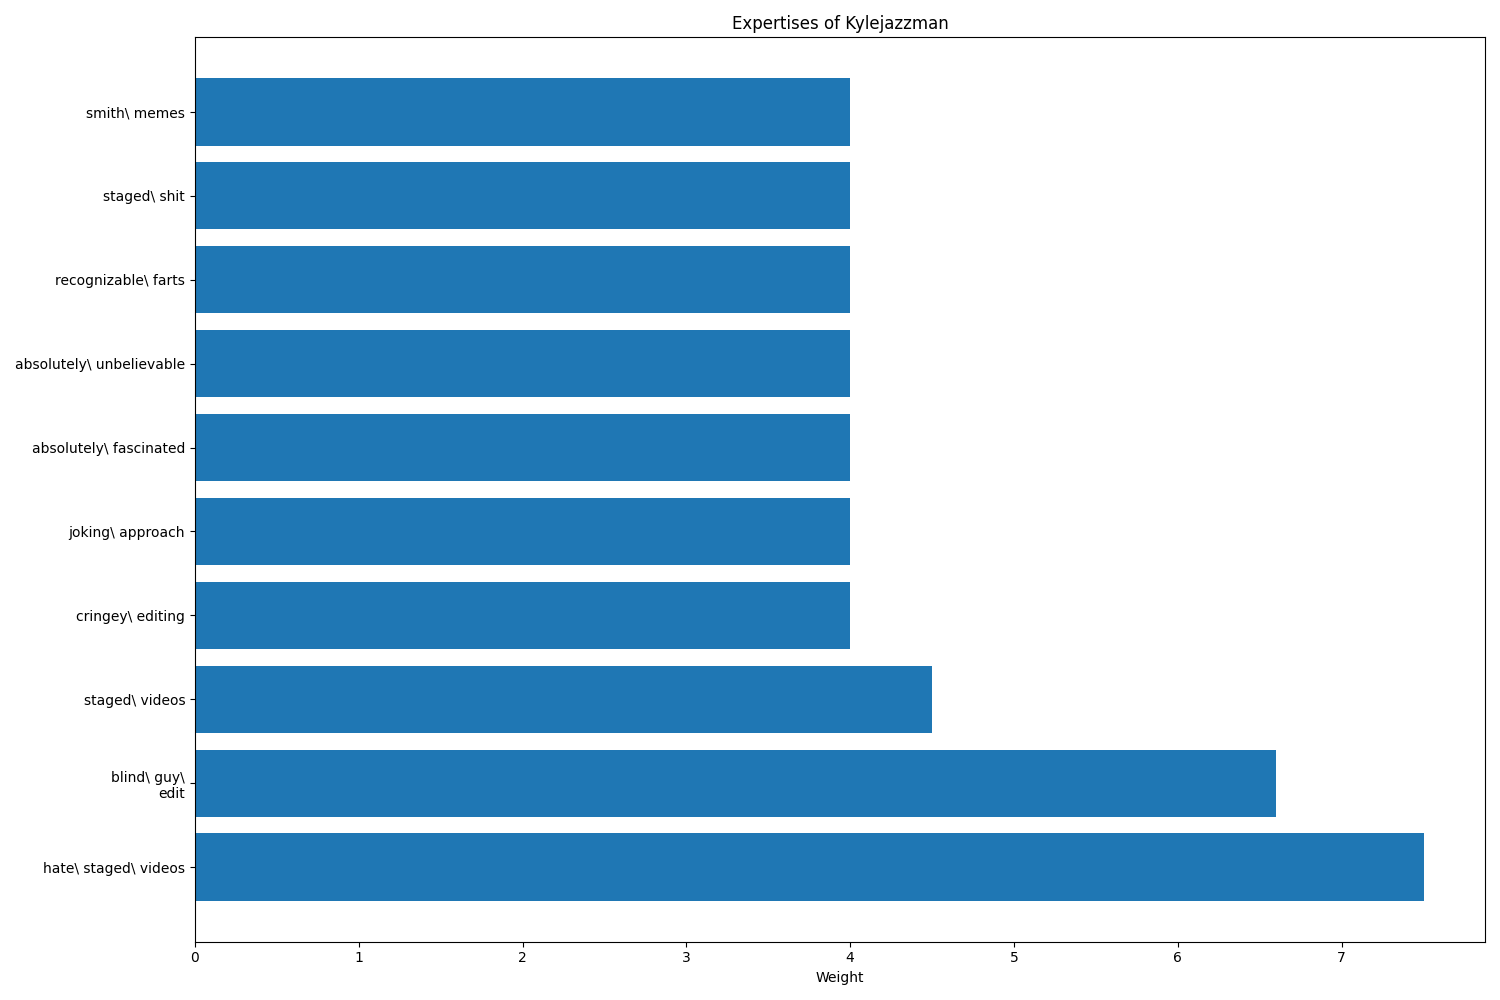 Expertises of Kylejazzman
smith\ memes
staged\ shit
recognizable\ farts
absolutely\ unbelievable
absolutely\ fascinated
joking\ approach
cringey\ editing
staged\ videos
blind\ guy\
edit
hate\ staged\ videos
0 1 2 3 4 5 6 7
Weight